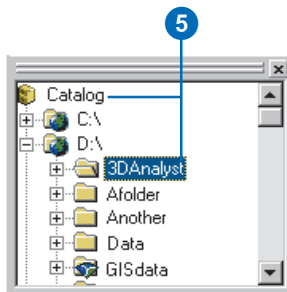 5
Catalog
C:\
D:\
3DAnalyst
Afolder
Another
Data
GISdata